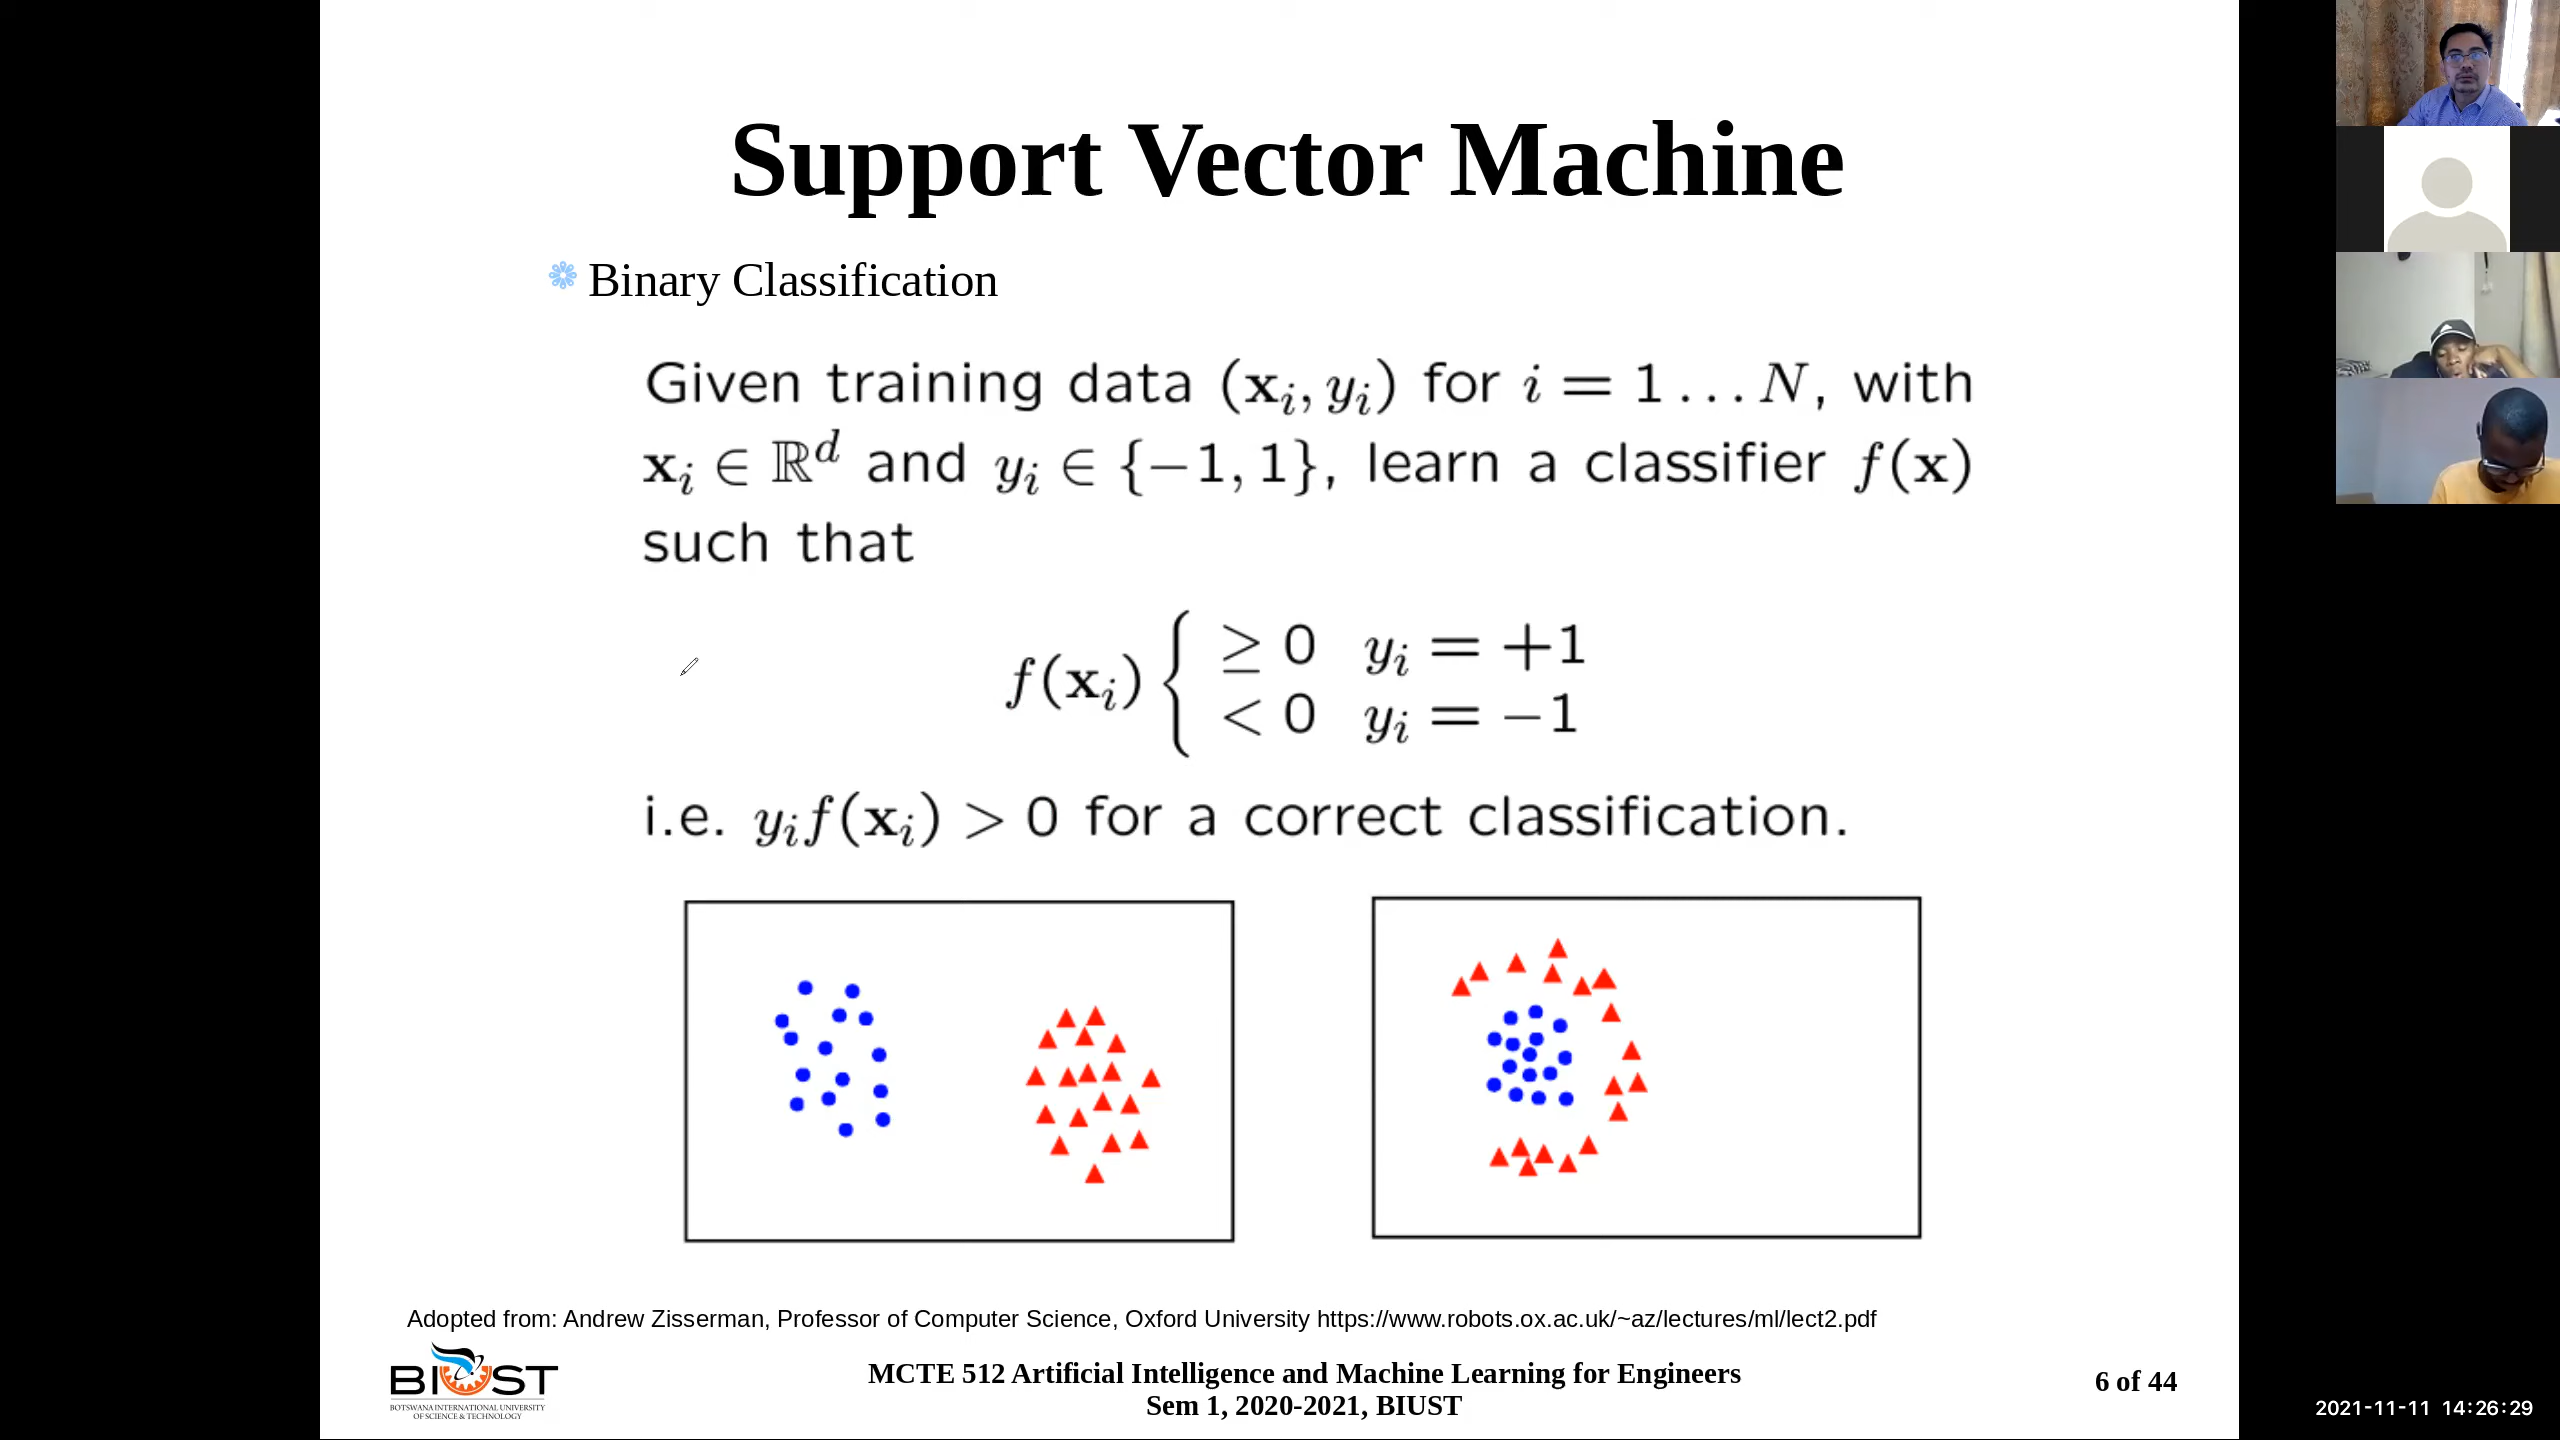 Support Vector Machine
Binary Classification
Given training data (xᵢ, yᵢ) for i = 1 . . . N, with
xᵢ ∈ ℝᵈ and yᵢ ∈ {−1, 1}, learn a classifier f(x)
such that
f(xᵢ) { ≥ 0 yᵢ = +1
< 0 yᵢ = −1
i.e. yᵢf(xᵢ) > 0 for a correct classification.
Adopted from: Andrew Zisserman, Professor of Computer Science, Oxford University https://www.robots.ox.ac.uk/~az/lectures/ml/lect2.pdf
BIUST
BOTSWANA INTERNATIONAL UNIVERSITY
OF SCIENCE & TECHNOLOGY
MCTE 512 Artificial Intelligence and Machine Learning for Engineers
Sem 1, 2020-2021, BIUST
6 of 44
2021-11-11 14:26:29